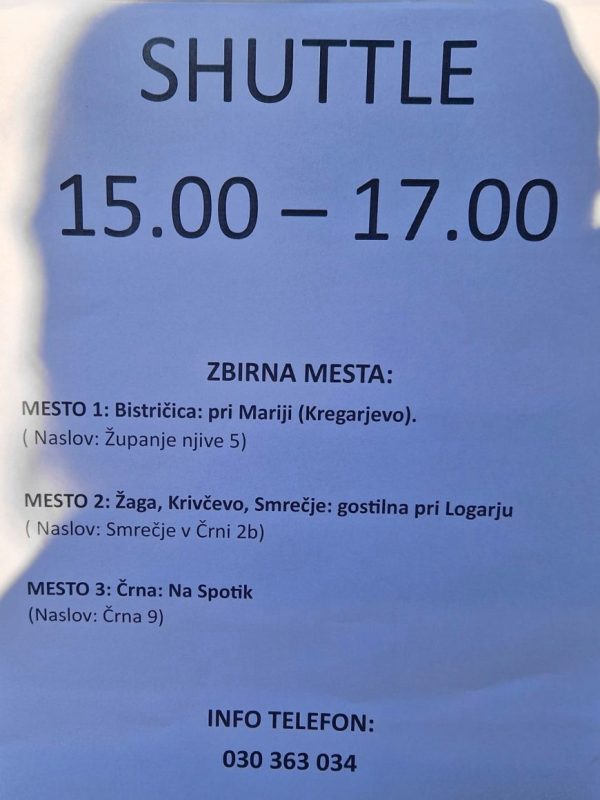 SHUTTLE
15.00 – 17.00
ZBIRNA MESTA:
MESTO 1: Bistričica: pri Mariji (Kregarjevo).
( Naslov: Županje njive 5)
MESTO 2: Žaga, Krivčevo, Smrečje: gostilna pri Logarju
( Naslov: Smrečje v Črni 2b)
MESTO 3: Črna: Na Spotik
(Naslov: Črna 9)
INFO TELEFON:
030 363 034